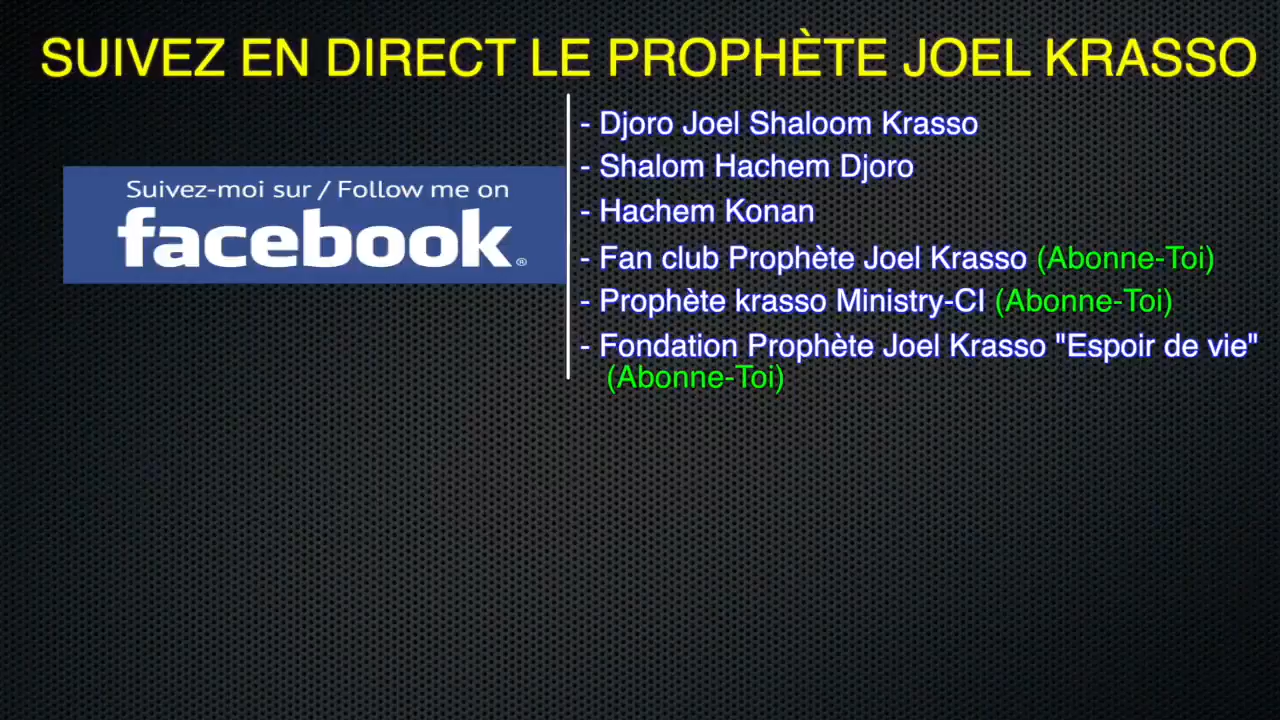 SUIVEZ EN DIRECT LE PROPHÈTE JOEL KRASSO
Suivez-moi sur / Follow me on
facebook®
- Djoro Joel Shaloom Krasso
- Shalom Hachem Djoro
- Hachem Konan
- Fan club Prophète Joel Krasso (Abonne-Toi)
- Prophète krasso Ministry-CI (Abonne-Toi)
- Fondation Prophète Joel Krasso "Espoir de vie"
(Abonne-Toi)